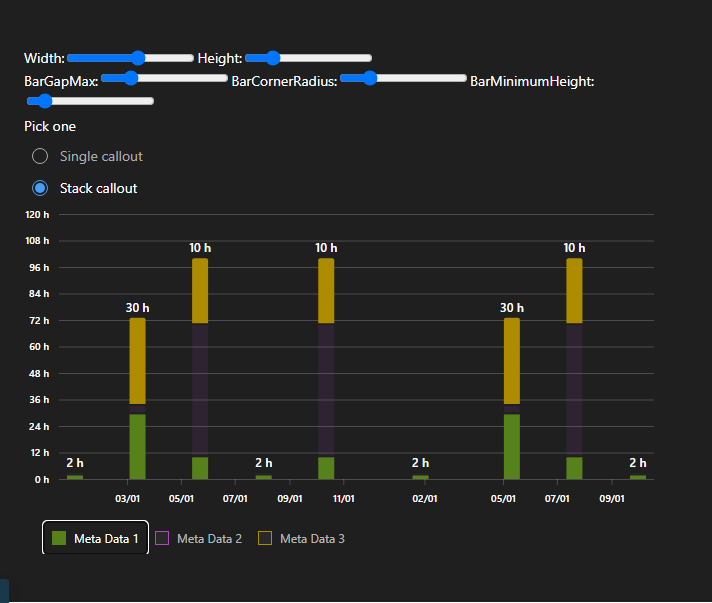 Width: Height:
BarGapMax: BarCornerRadius: BarMinimumHeight:
Pick one
Single callout
Stack callout
120 h
108 h
96 h
84 h
72 h
60 h
48 h
36 h
24 h
12 h
0 h
2 h
30 h
10 h
2 h
10 h
2 h
30 h
10 h
2 h
03/01 05/01 07/01 09/01 11/01 02/01 05/01 07/01 09/01
Meta Data 1 Meta Data 2 Meta Data 3